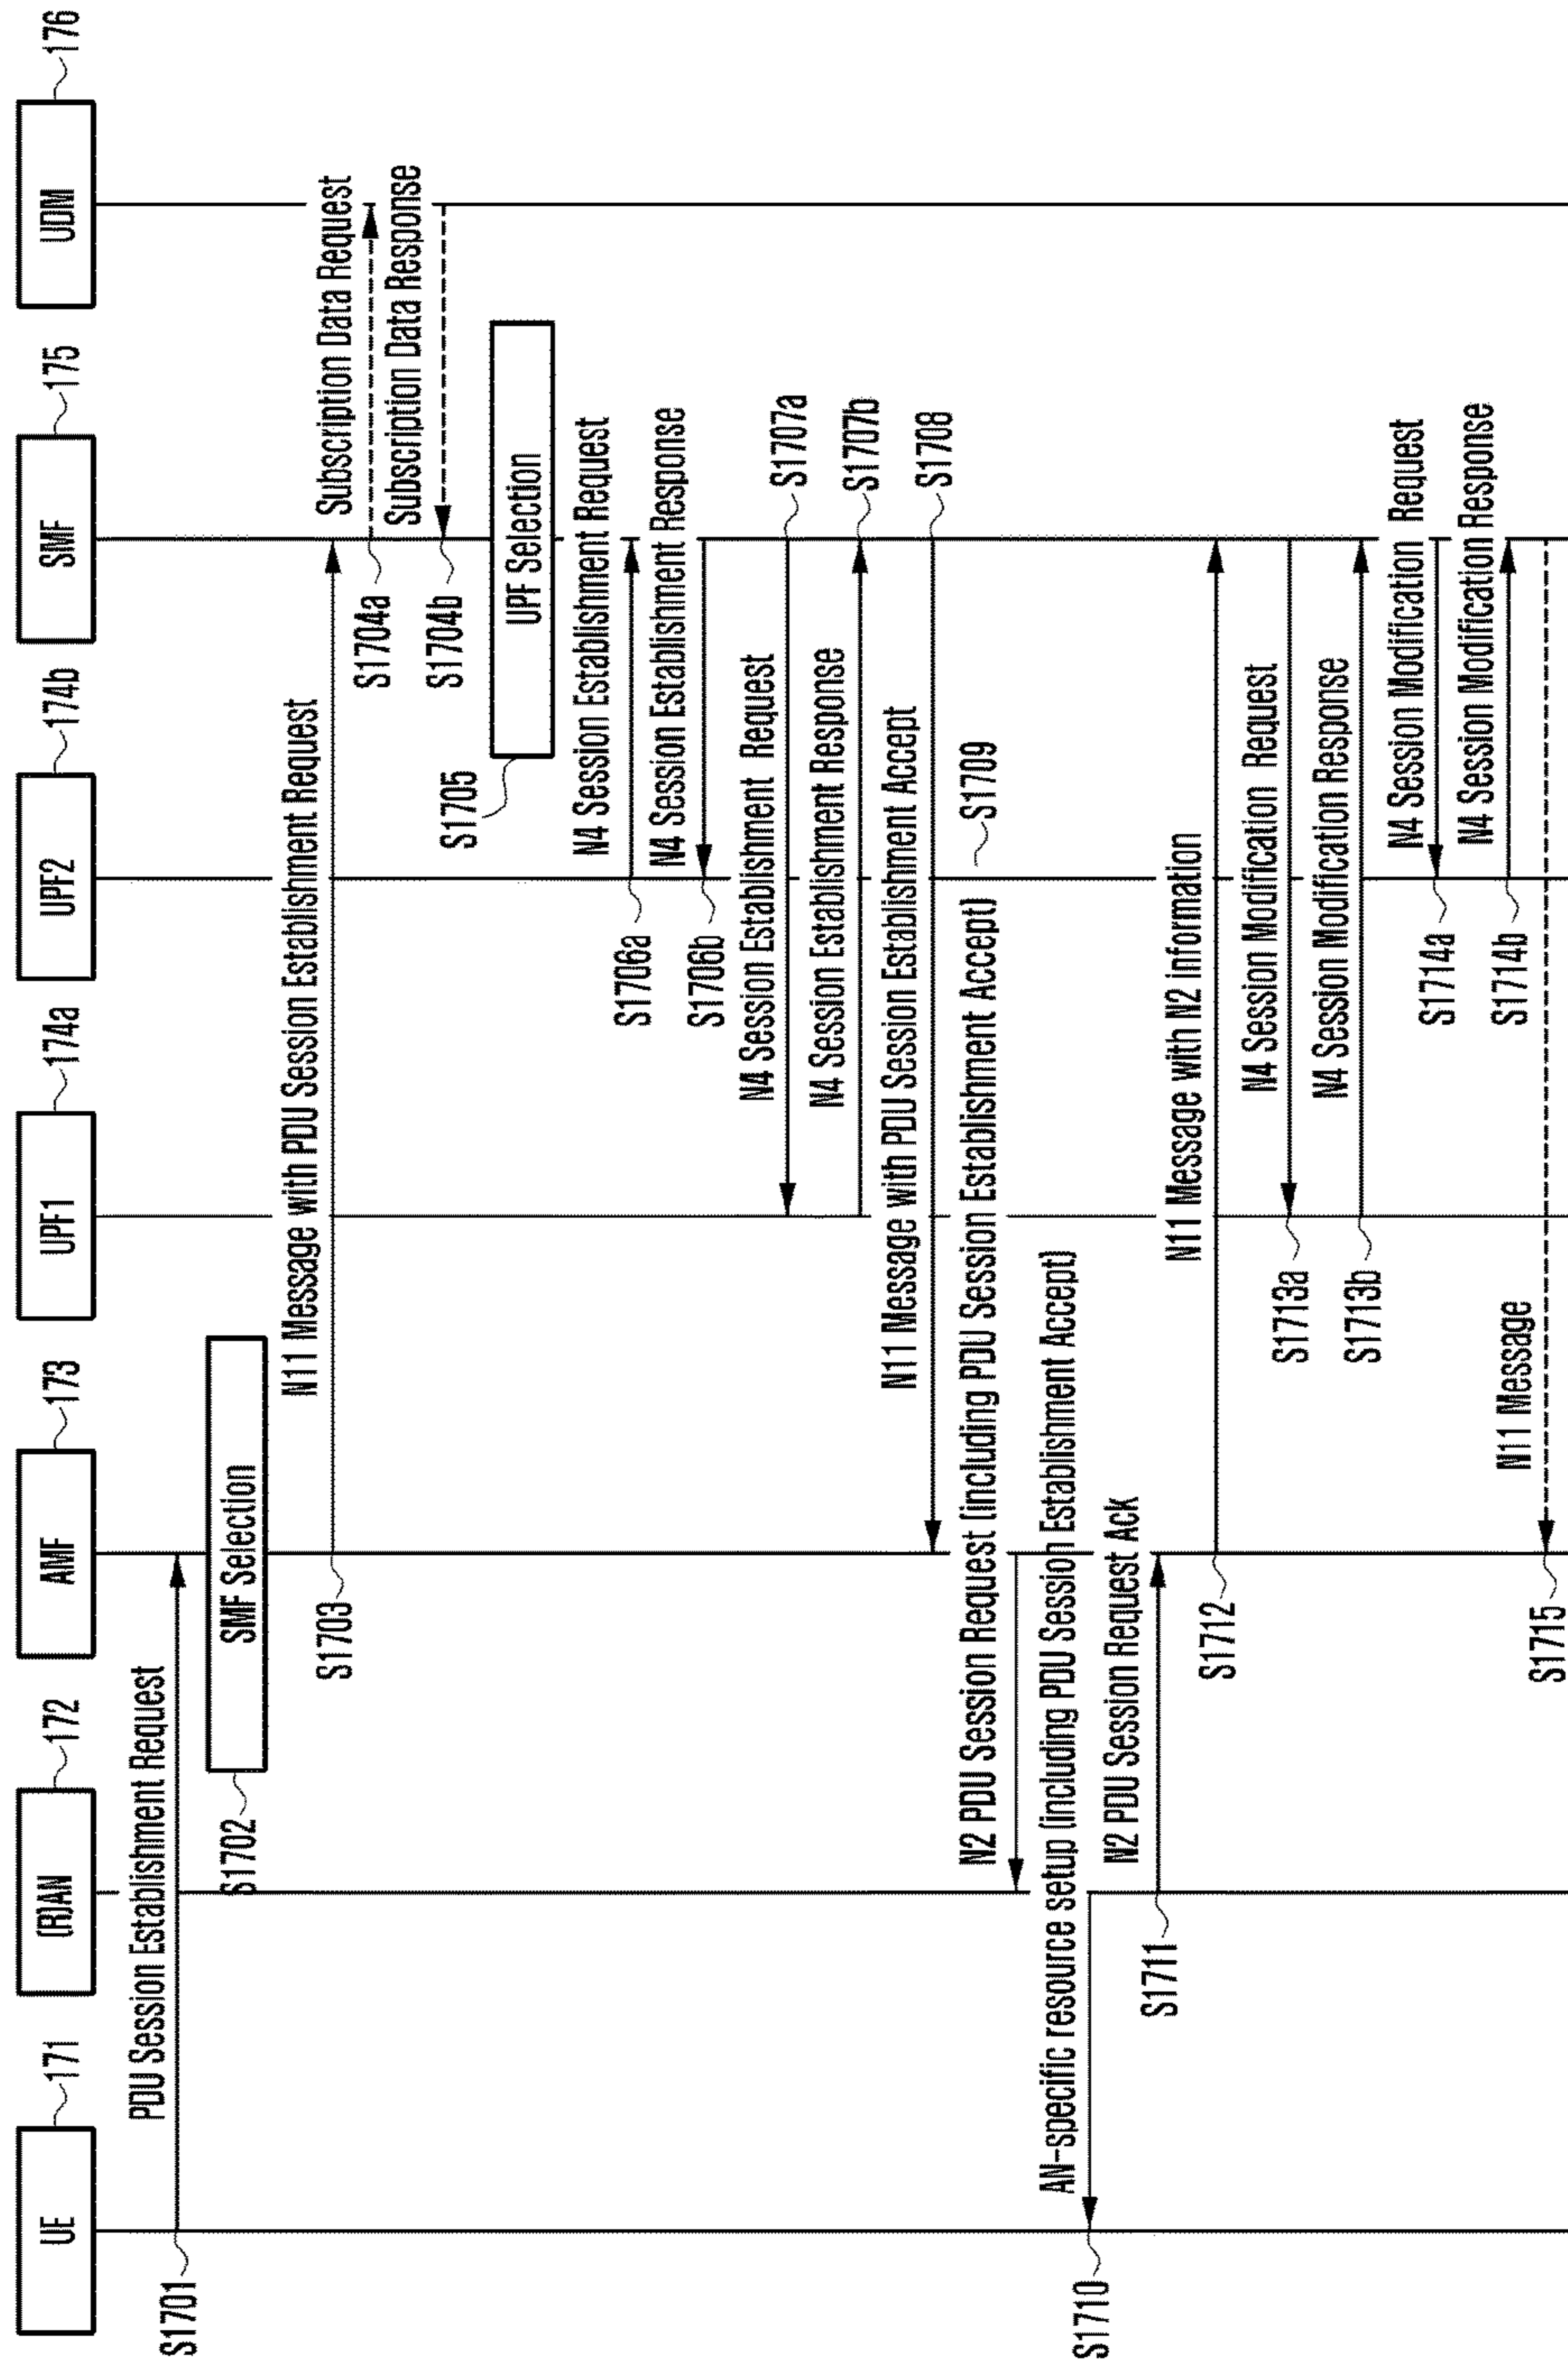 UE
171
(R)AN
172
AMF
173
UPF1
174a
UPF2
174b
SMF
175
UDM
176
PDU Session Establishment Request
S1701
SMF Selection
S1702
N11 Message with PDU Session Establishment Request
S1703
Subscription Data Request
S1704a
Subscription Data Response
S1704b
UPF Selection
S1705
N4 Session Establishment Request
S1706a
N4 Session Establishment Response
S1706b
N4 Session Establishment Request
S1707a
N4 Session Establishment Response
S1707b
N11 Message with PDU Session Establishment Accept
S1708
N2 PDU Session Request (including PDU Session Establishment Accept)
S1709
AN-specific resource setup (including PDU Session Establishment Accept)
S1710
N2 PDU Session Request Ack
S1711
N11 Message with N2 information
S1712
N4 Session Modification Request
S1713a
N4 Session Modification Response
S1713b
N4 Session Modification Request
S1714a
N4 Session Modification Response
S1714b
N11 Message
S1715